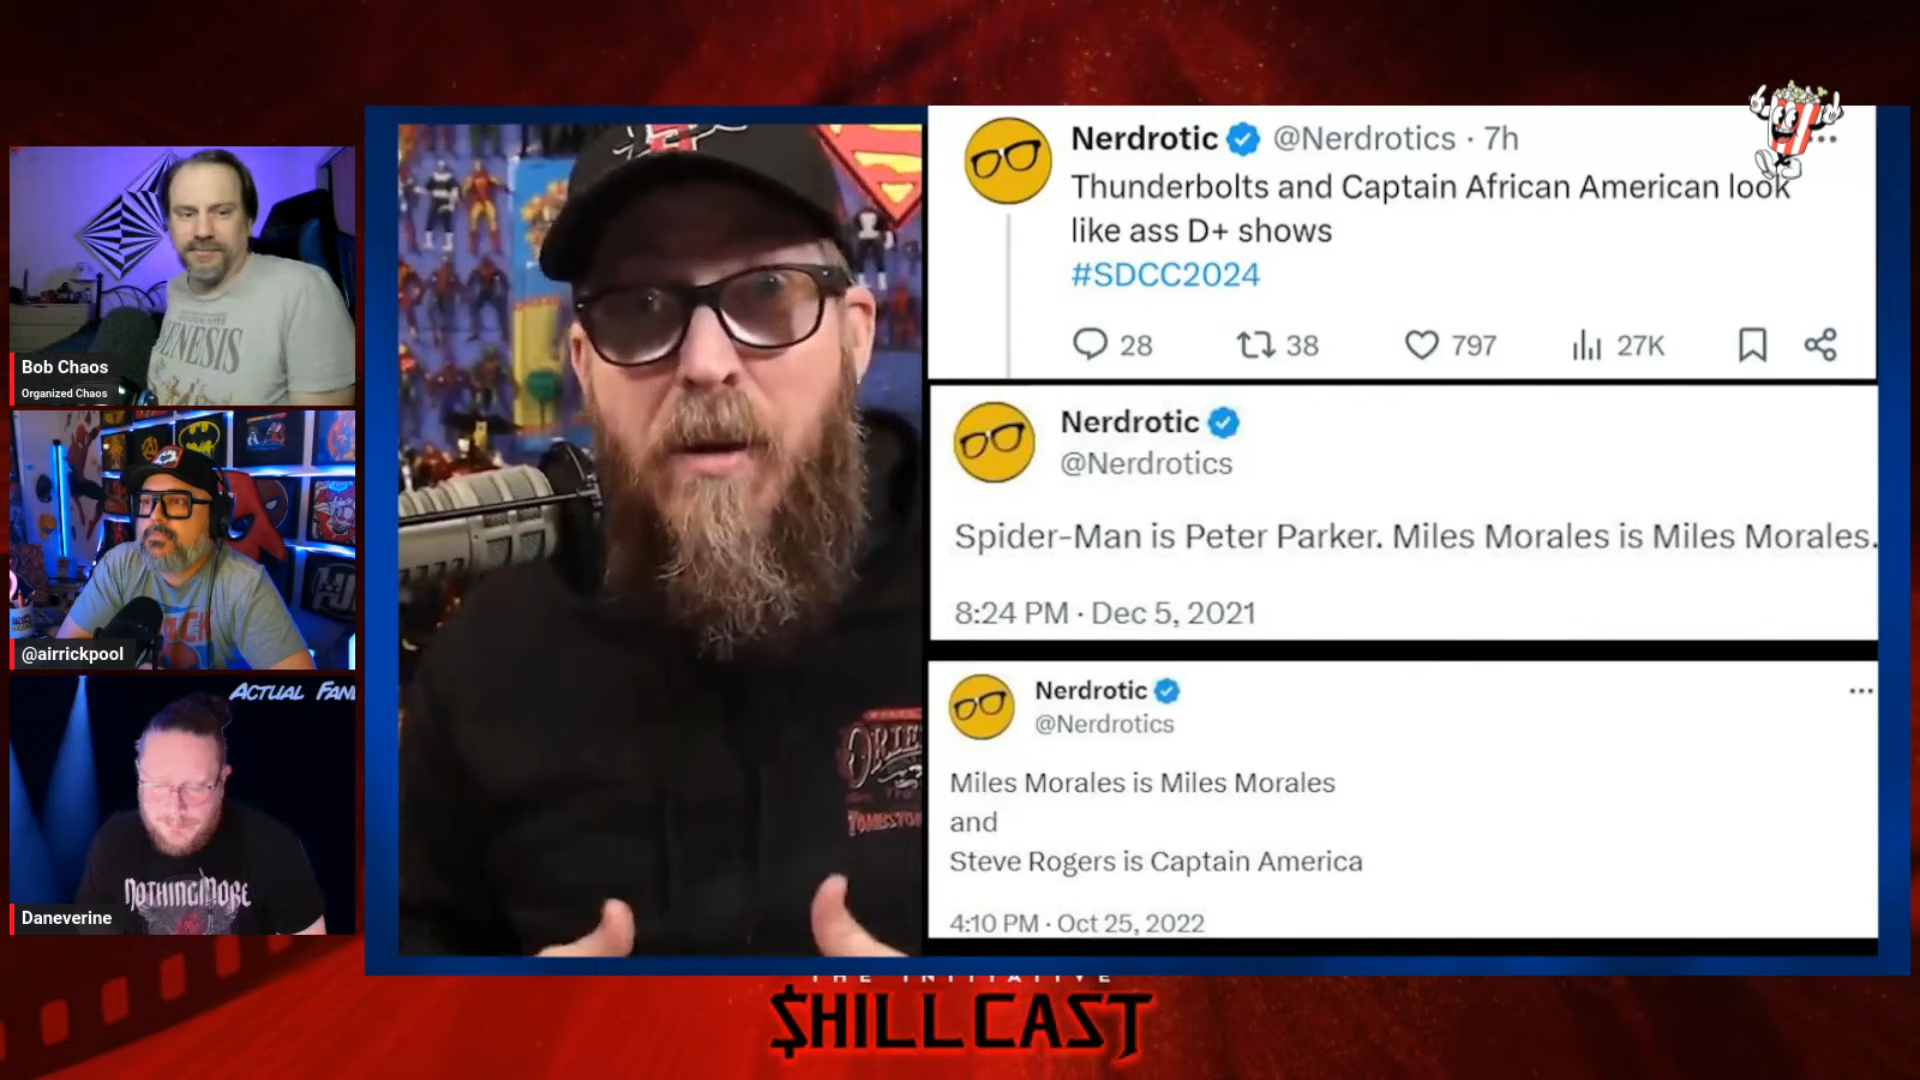 GENESIS
Bob Chaos
Organized Chaos
@airrickpool
ACTUAL FAN
NOTHINGMORE
Daneverine
Nerdrotic @Nerdrotics · 7h
Thunderbolts and Captain African American look
like ass D+ shows
#SDCC2024
28 38 797 27K
Nerdrotic
@Nerdrotics
Spider-Man is Peter Parker. Miles Morales is Miles Morales.
8:24 PM · Dec 5, 2021
Nerdrotic
@Nerdrotics
Miles Morales is Miles Morales
and
Steve Rogers is Captain America
4:10 PM · Oct 25, 2022
THE INITIATIVE
$HILLCAST